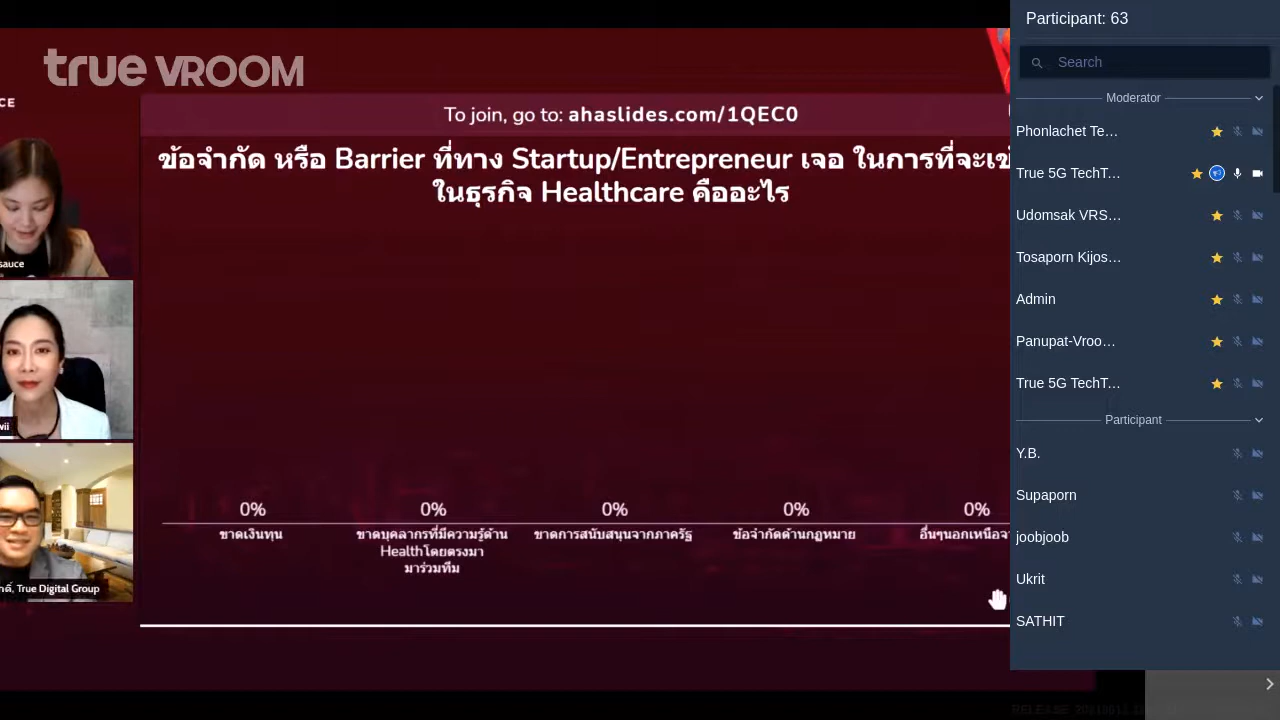 true VROOM
CE
To join, go to: ahaslides.com/1QEC0
ข้อจำกัด หรือ Barrier ที่ทาง Startup/Entrepreneur เจอ ในการที่จะเข้
ในธุรกิจ Healthcare คืออะไร
sauce
vii
กดิ์, True Digital Group
0%
0%
0%
0%
0%
ขาดเงินทุน
ขาดบุคลากรที่มีความรู้ด้าน
Healthโดยตรงมา
มาร่วมทีม
ขาดการสนับสนุนจากภาครัฐ
ข้อจำกัดด้านกฎหมาย
อื่นๆนอกเหนือจา
Participant: 63
Search
Moderator
Phonlachet Te…
True 5G TechT…
Udomsak VRS…
Tosaporn Kijos…
Admin
Panupat-Vroo…
True 5G TechT…
Participant
Y.B.
Supaporn
joobjoob
Ukrit
SATHIT